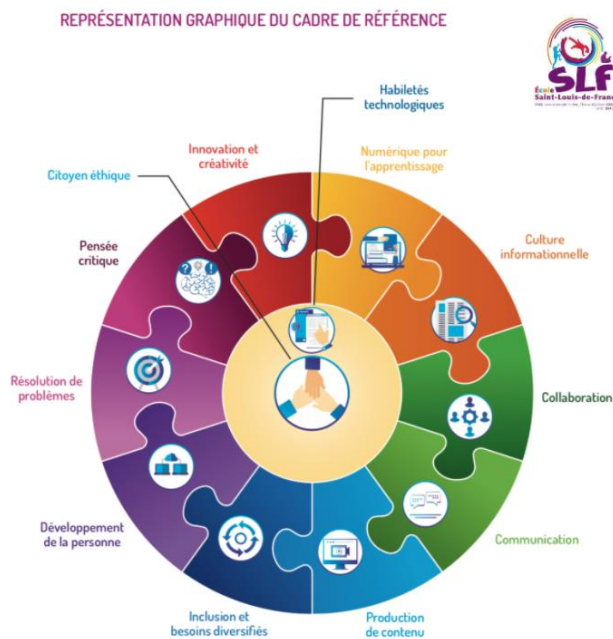 REPRÉSENTATION GRAPHIQUE DU CADRE DE RÉFÉRENCE
École
SLF
Saint-Louis-de-France
Habiletés
technologiques
Innovation et
créativité
Numérique pour
l'apprentissage
Citoyen éthique
Pensée
critique
Culture
informationnelle
Résolution de
problèmes
Collaboration
Développement
de la personne
Communication
Inclusion et
besoins diversifiés
Production
de contenu